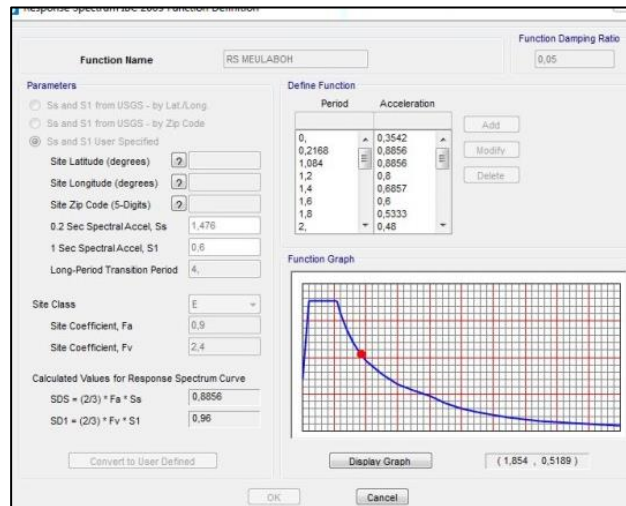 Response Spectrum IBC 2009 Function Definition
Function Damping Ratio
Function Name RS MEULABOH 0,05
Parameters
Ss and S1 from USGS - by Lat./Long.
Ss and S1 from USGS - by Zip Code
Ss and S1 User Specified
Site Latitude (degrees) ?
Site Longitude (degrees) ?
Site Zip Code (5-Digits) ?
0.2 Sec Spectral Accel, Ss 1,476
1 Sec Spectral Accel, S1 0,6
Long-Period Transition Period 4,
Site Class E
Site Coefficient, Fa 0,9
Site Coefficient, Fv 2,4
Calculated Values for Response Spectrum Curve
SDS = (2/3) * Fa * Ss 0,8856
SD1 = (2/3) * Fv * S1 0,96
Convert to User Defined
Define Function
Period Acceleration
0, 0,3542
0,2168 0,8856
1,084 0,8856
1,2 0,8
1,4 0,6857
1,6 0,6
1,8 0,5333
2, 0,48
Add
Modify
Delete
Function Graph
Display Graph (1,854 , 0,5189)
OK Cancel